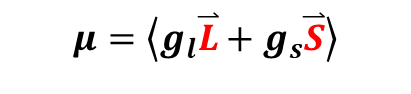 μ = ⟨g_l L⃗ + g_s S⃗⟩